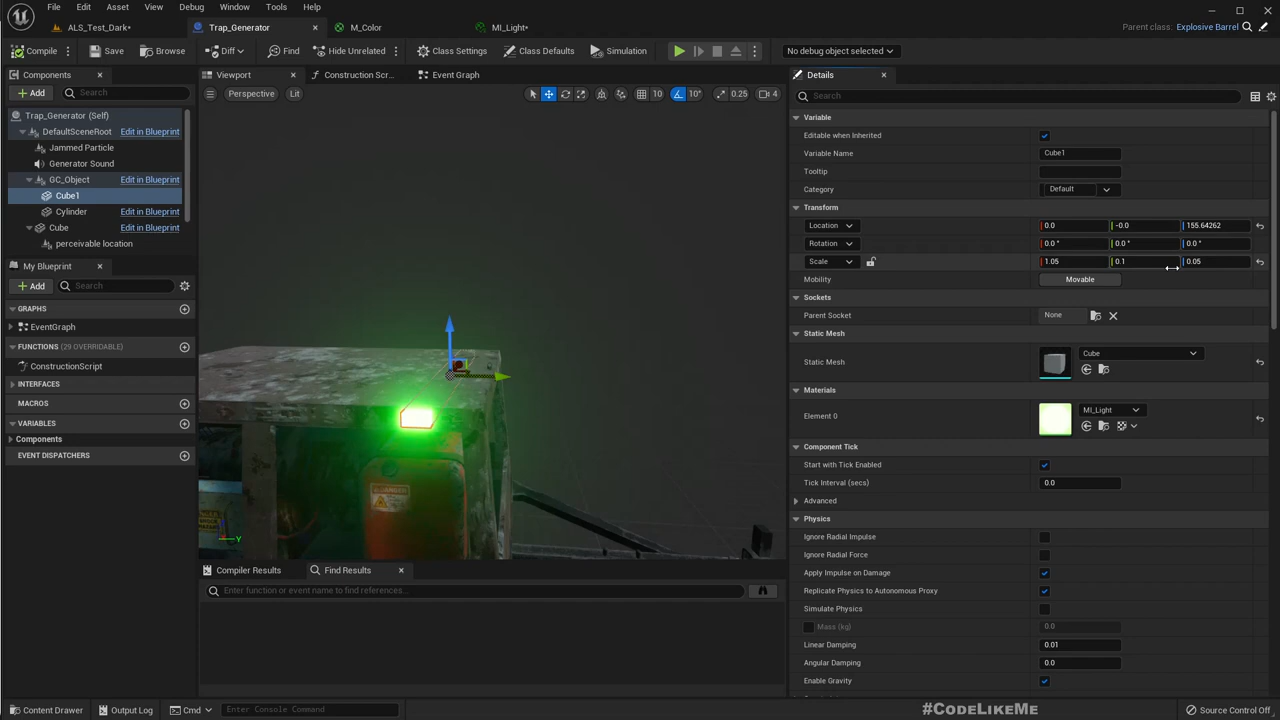 File Edit Asset View Debug Window Tools Help
ALS_Test_Dark* Trap_Generator M_Color MI_Light* Parent class: Explosive Barrel
Compile Save Browse Diff Find Hide Unrelated Class Settings Class Defaults Simulation No debug object selected
Components Viewport Construction Scr... Event Graph Details
Add Search Perspective Lit 10 10° 0.25 4 Search
Trap_Generator (Self)
DefaultSceneRoot Edit in Blueprint
Jammed Particle
Generator Sound
GC_Object Edit in Blueprint
Cube1
Cylinder Edit in Blueprint
Cube Edit in Blueprint
perceivable location
My Blueprint
Add Search
GRAPHS
EventGraph
FUNCTIONS (29 OVERRIDABLE)
ConstructionScript
INTERFACES
MACROS
VARIABLES
Components
EVENT DISPATCHERS
DANGER
Y
Compiler Results Find Results
Enter function or event name to find references...
Variable
Editable when Inherited
Variable Name Cube1
Tooltip
Category Default
Transform
Location 0.0 -0.0 155.64262
Rotation 0.0 ° 0.0 ° 0.0 °
Scale 1.05 0.1 0.05
Mobility Movable
Sockets
Parent Socket None
Static Mesh
Static Mesh Cube
Materials
Element 0 MI_Light
Component Tick
Start with Tick Enabled
Tick Interval (secs) 0.0
Advanced
Physics
Ignore Radial Impulse
Ignore Radial Force
Apply Impulse on Damage
Replicate Physics to Autonomous Proxy
Simulate Physics
Mass (kg) 0.0
Linear Damping 0.01
Angular Damping 0.0
Enable Gravity
Content Drawer Output Log Cmd Enter Console Command #CodeLikeMe Source Control Off